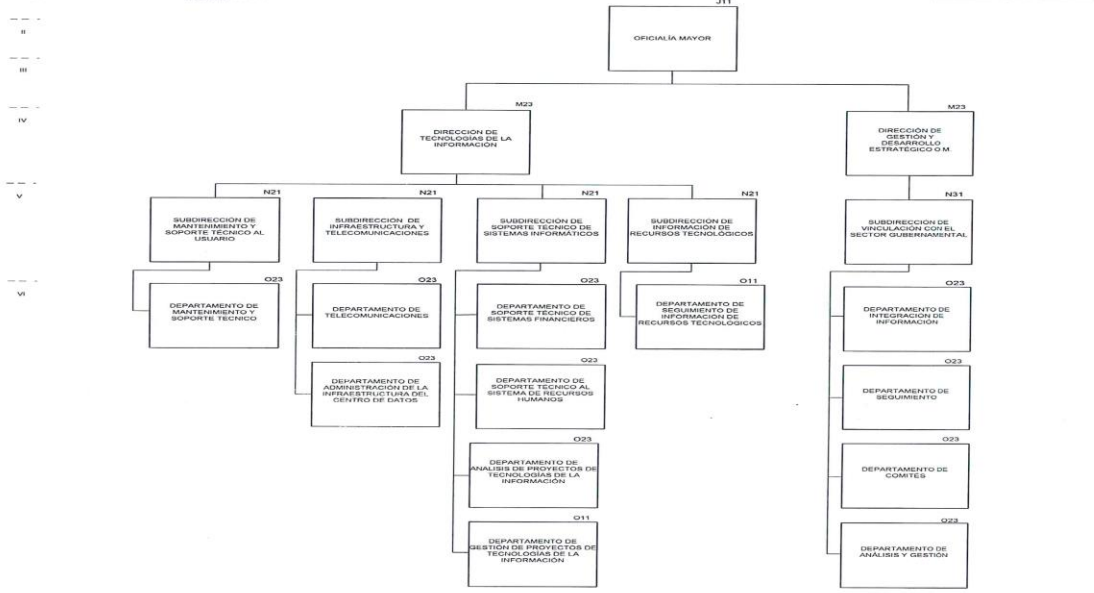 J11
II
OFICIALÍA MAYOR
III
M23
M23
IV
DIRECCIÓN DE
TECNOLOGÍAS DE LA
INFORMACIÓN
DIRECCIÓN DE
GESTIÓN Y
DESARROLLO
ESTRATÉGICO O.M.
V
N21
N21
N21
N21
N31
SUBDIRECCIÓN DE
MANTENIMIENTO Y
SOPORTE TÉCNICO AL
USUARIO
SUBDIRECCIÓN DE
INFRAESTRUCTURA Y
TELECOMUNICACIONES
SUBDIRECCIÓN DE
SOPORTE TÉCNICO DE
SISTEMAS INFORMÁTICOS
SUBDIRECCIÓN DE
INFORMACIÓN DE
RECURSOS TECNOLÓGICOS
SUBDIRECCIÓN DE
VINCULACIÓN CON EL
SECTOR GUBERNAMENTAL
VI
O23
O23
O23
O11
O23
DEPARTAMENTO DE
MANTENIMIENTO Y
SOPORTE TÉCNICO
DEPARTAMENTO DE
TELECOMUNICACIONES
DEPARTAMENTO DE
SOPORTE TÉCNICO DE
SISTEMAS FINANCIEROS
DEPARTAMENTO DE
SEGUIMIENTO DE
INFORMACIÓN DE
RECURSOS TECNOLÓGICOS
DEPARTAMENTO DE
INTEGRACIÓN DE
INFORMACIÓN
O23
O23
O23
DEPARTAMENTO DE
ADMINISTRACIÓN DE LA
INFRAESTRUCTURA DEL
CENTRO DE DATOS
DEPARTAMENTO DE
SOPORTE TÉCNICO AL
SISTEMA DE RECURSOS
HUMANOS
DEPARTAMENTO DE
SEGUIMIENTO
O23
O23
DEPARTAMENTO DE
ANÁLISIS DE PROYECTOS DE
TECNOLOGÍAS DE LA
INFORMACIÓN
DEPARTAMENTO DE
COMITÉS
O11
O23
DEPARTAMENTO DE
GESTIÓN DE PROYECTOS DE
TECNOLOGÍAS DE LA
INFORMACIÓN
DEPARTAMENTO DE
ANÁLISIS Y GESTIÓN